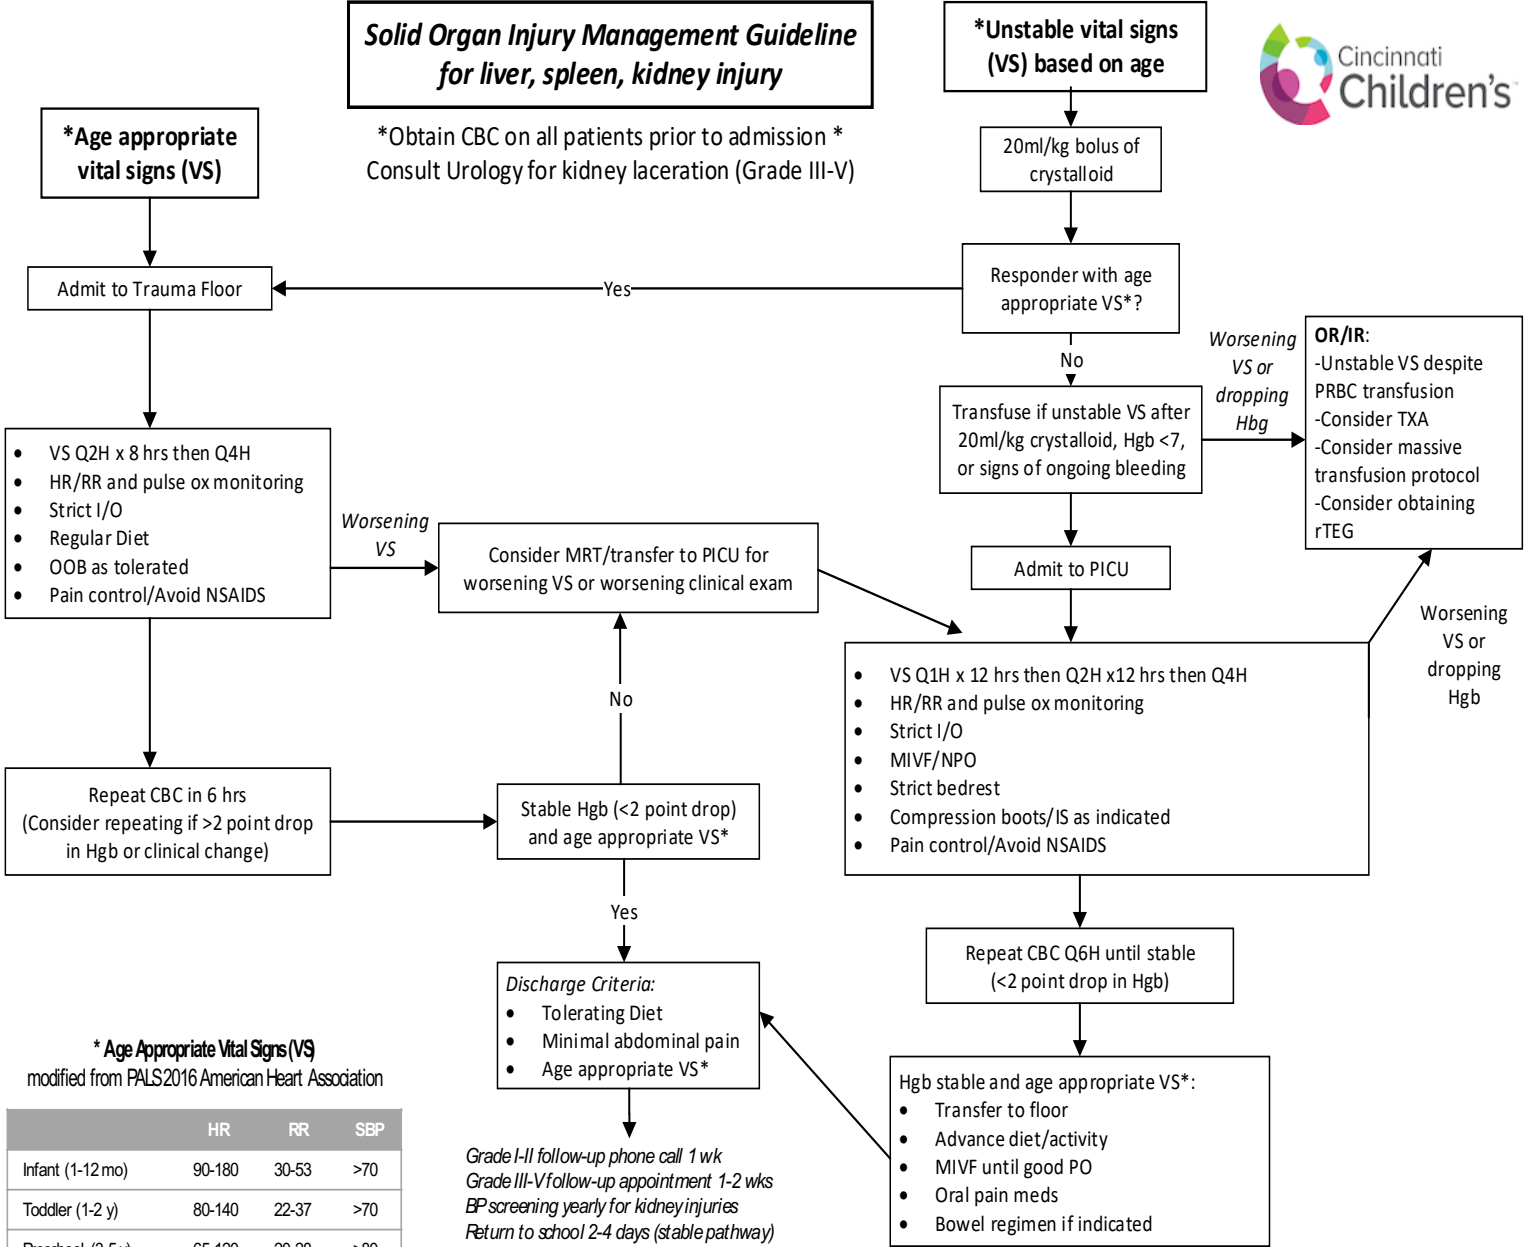 Solid Organ Injury Management Guideline
for liver, spleen, kidney injury
*Obtain CBC on all patients prior to admission *
Consult Urology for kidney laceration (Grade III-V)
*Unstable vital signs
(VS) based on age
Cincinnati
Children's
*Age appropriate
vital signs (VS)
20ml/kg bolus of
crystalloid
Admit to Trauma Floor
Yes
Responder with age
appropriate VS*?
No
Worsening
VS or
dropping
Hbg
OR/IR:
-Unstable VS despite
PRBC transfusion
-Consider TXA
-Consider massive
transfusion protocol
-Consider obtaining
rTEG
Transfuse if unstable VS after
20ml/kg crystalloid, Hgb <7,
or signs of ongoing bleeding
• VS Q2H x 8 hrs then Q4H
• HR/RR and pulse ox monitoring
• Strict I/O
• Regular Diet
• OOB as tolerated
• Pain control/Avoid NSAIDS
Worsening
VS
Consider MRT/transfer to PICU for
worsening VS or worsening clinical exam
Admit to PICU
Worsening
VS or
dropping
Hgb
• VS Q1H x 12 hrs then Q2H x12 hrs then Q4H
• HR/RR and pulse ox monitoring
• Strict I/O
• MIVF/NPO
• Strict bedrest
• Compression boots/IS as indicated
• Pain control/Avoid NSAIDS
No
Repeat CBC in 6 hrs
(Consider repeating if >2 point drop
in Hgb or clinical change)
Stable Hgb (<2 point drop)
and age appropriate VS*
Yes
Repeat CBC Q6H until stable
(<2 point drop in Hgb)
Discharge Criteria:
• Tolerating Diet
• Minimal abdominal pain
• Age appropriate VS*
Hgb stable and age appropriate VS*:
• Transfer to floor
• Advance diet/activity
• MIVF until good PO
• Oral pain meds
• Bowel regimen if indicated
Grade I-II follow-up phone call 1 wk
Grade III-V follow-up appointment 1-2 wks
BP screening yearly for kidney injuries
Return to school 2-4 days (stable pathway)
* Age Appropriate Vital Signs (VS)
modified from PALS 2016 American Heart Association
HR RR SBP
Infant (1-12 mo) 90-180 30-53 >70
Toddler (1-2 y) 80-140 22-37 >70